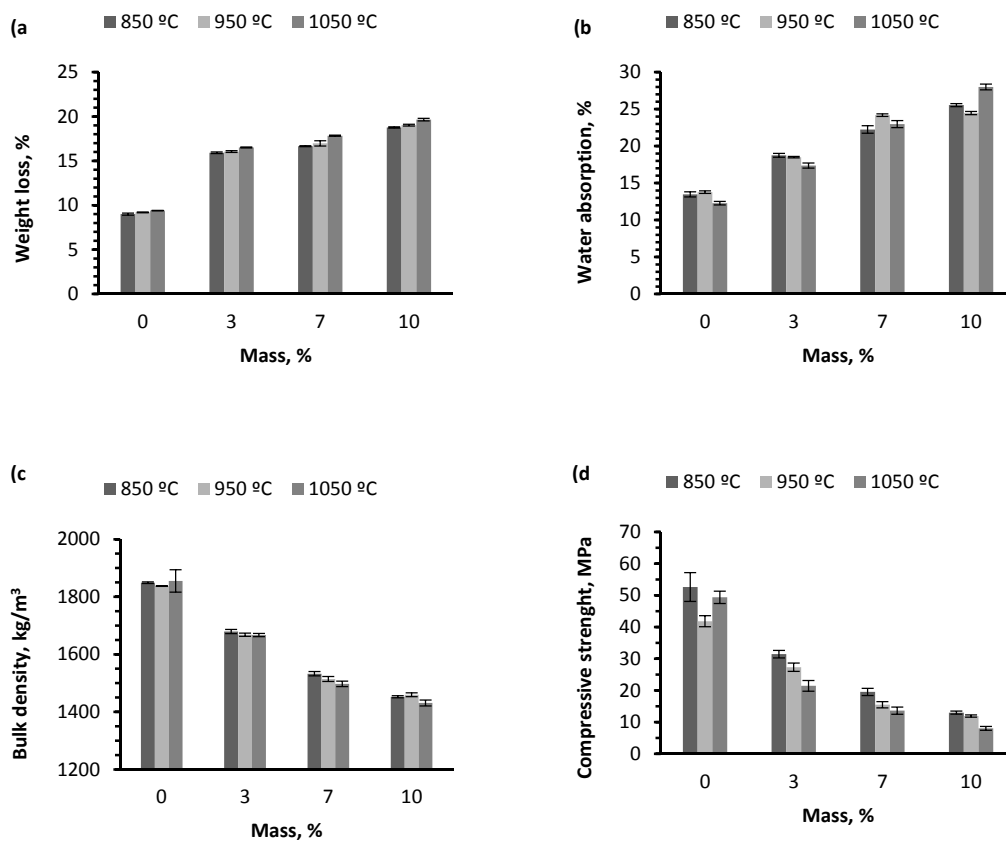 (a
850 ºC 950 ºC 1050 ºC
Weight loss, %
25
20
15
10
5
0
0 3 7 10
Mass, %
(b
850 ºC 950 ºC 1050 ºC
Water absorption, %
30
25
20
15
10
5
0
0 3 7 10
Mass, %
(c
850 ºC 950 ºC 1050 ºC
Bulk density, kg/m³
2000
1800
1600
1400
1200
0 3 7 10
Mass, %
(d
850 ºC 950 ºC 1050 ºC
Compressive strenght, MPa
70
60
50
40
30
20
10
0
0 3 7 10
Mass, %